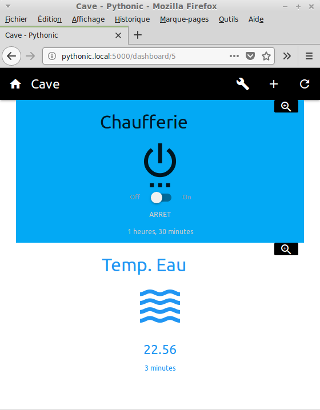 Cave - Pythonic - Mozilla Firefox
Fichier Édition Affichage Historique Marque-pages Outils Aide
Cave - Pythonic
pythonic.local:5000/dashboard/5
Cave
Chaufferie
Off On
ARRET
1 heures, 30 minutes
Temp. Eau
22.56
3 minutes